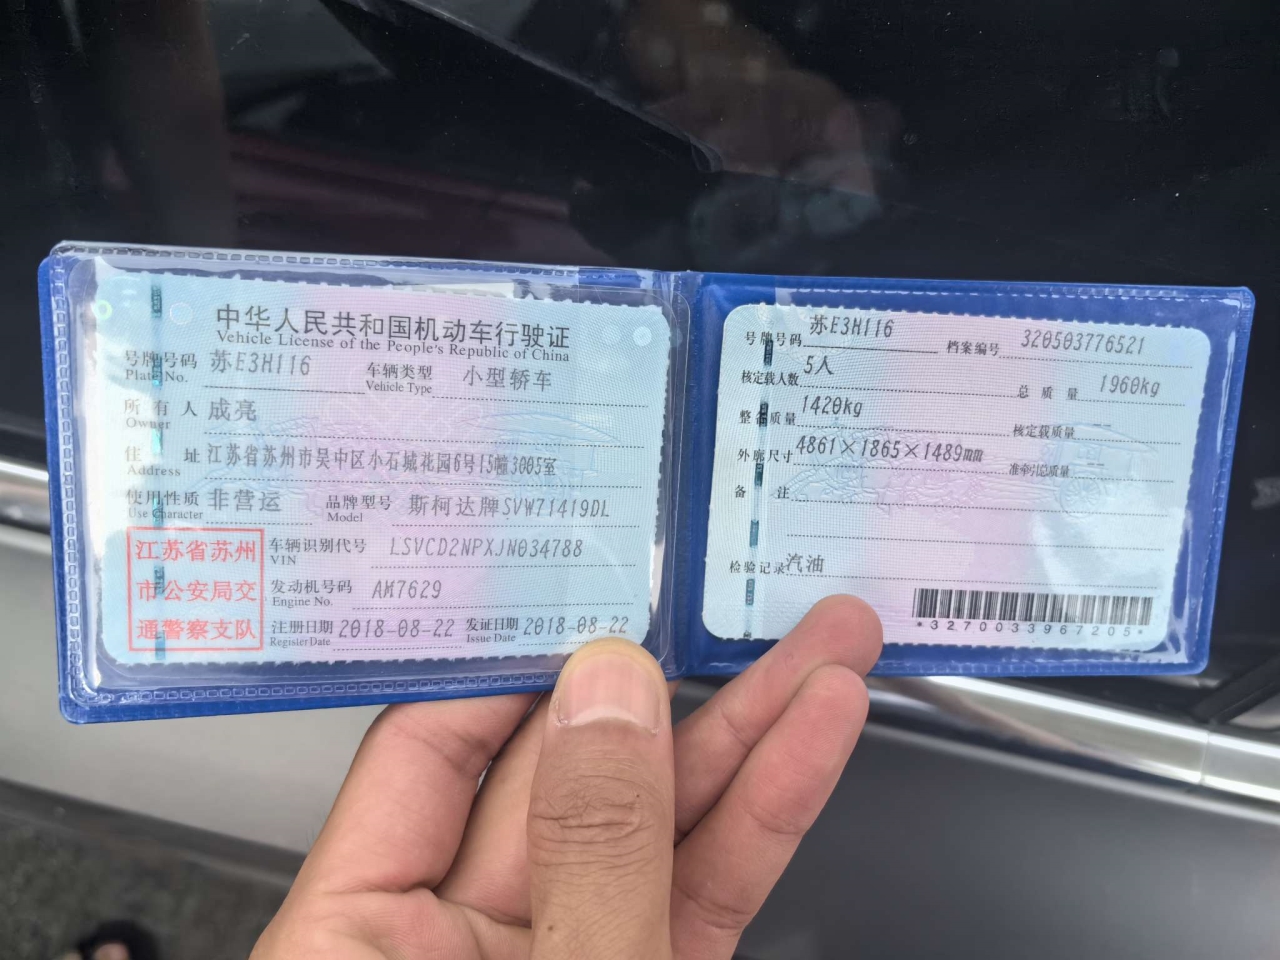 中华人民共和国机动车行驶证
Vehicle License of the People's Republic of China
号牌号码 苏E3H116 车辆类型 小型轿车
Plate No. Vehicle Type
所有人 成亮
Owner
住址 江苏省苏州市吴中区小石城花园6号15幢3005室
Address
使用性质 非营运 品牌型号 斯柯达牌SVW71419DL
Use Character Model
江苏省苏州
市公安局交
通警察支队
车辆识别代号 LSVCD2NPXJN034788
VIN
发动机号码 AM7629
Engine No.
注册日期 2018-08-22 发证日期 2018-08-22
Register Date Issue Date
号牌号码 苏E3H116 档案编号 320503776521
核定载人数 5人 总质量 1960kg
整备质量 1420kg 核定载质量 --
外廓尺寸 4861×1865×1489mm 准牵引总质量 --
备注
检验记录 汽油
*3270033967205*